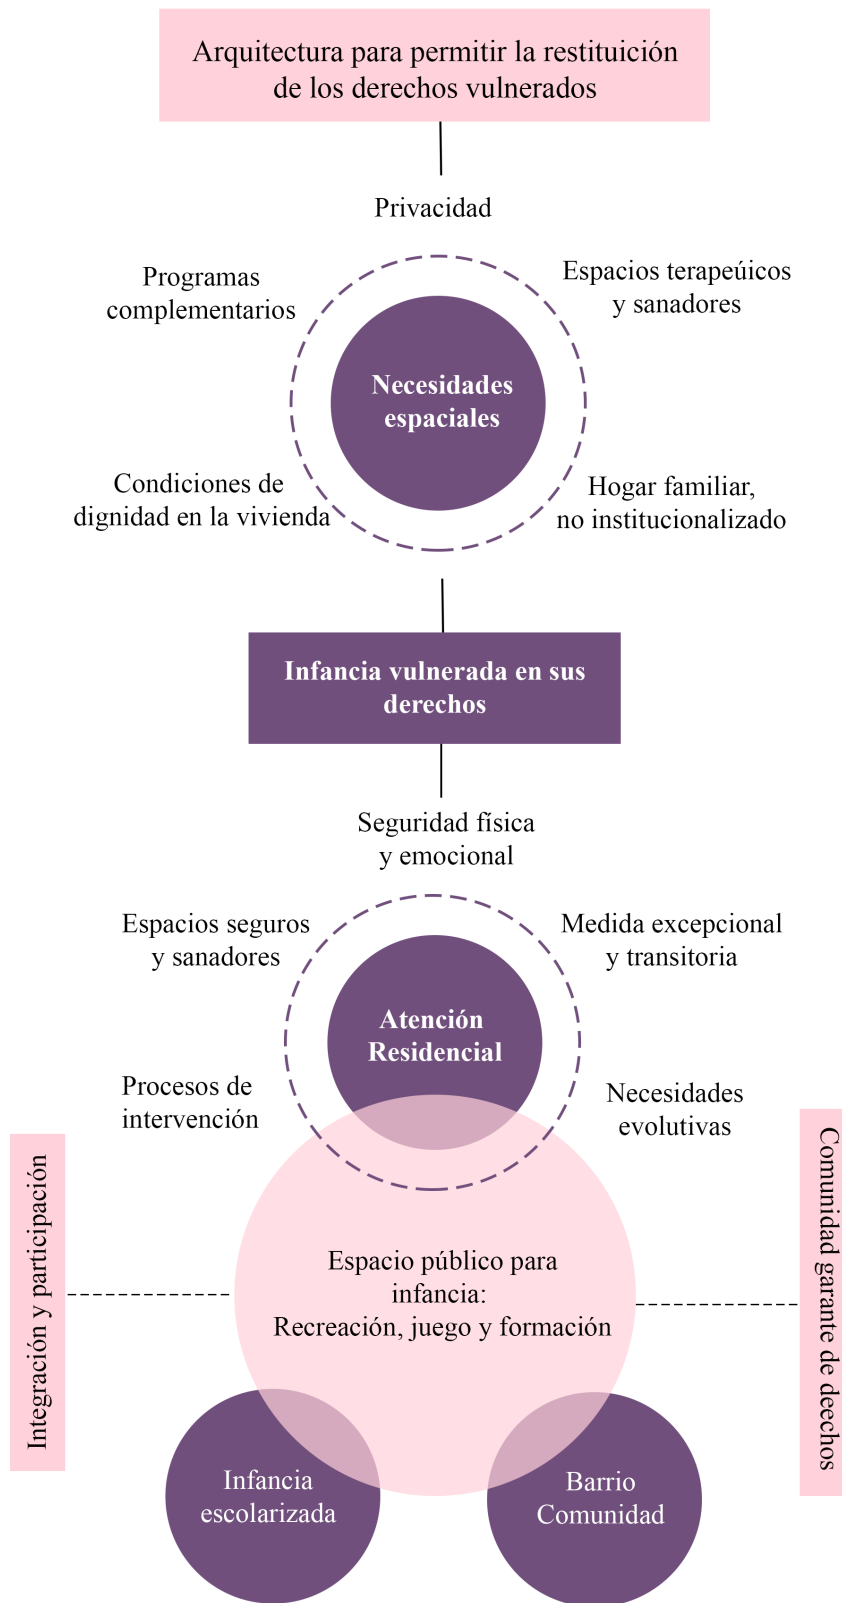 Arquitectura para permitir la restituición
de los derechos vulnerados
Privacidad
Programas
complementarios
Espacios terapeúicos
y sanadores
Necesidades
espaciales
Condiciones de
dignidad en la vivienda
Hogar familiar,
no institucionalizado
Infancia vulnerada en sus
derechos
Seguridad física
y emocional
Espacios seguros
y sanadores
Medida excepcional
y transitoria
Atención
Residencial
Procesos de
intervención
Necesidades
evolutivas
Integración y participación
Comunidad garante de deechos
Espacio público para
infancia:
Recreación, juego y formación
Infancia
escolarizada
Barrio
Comunidad